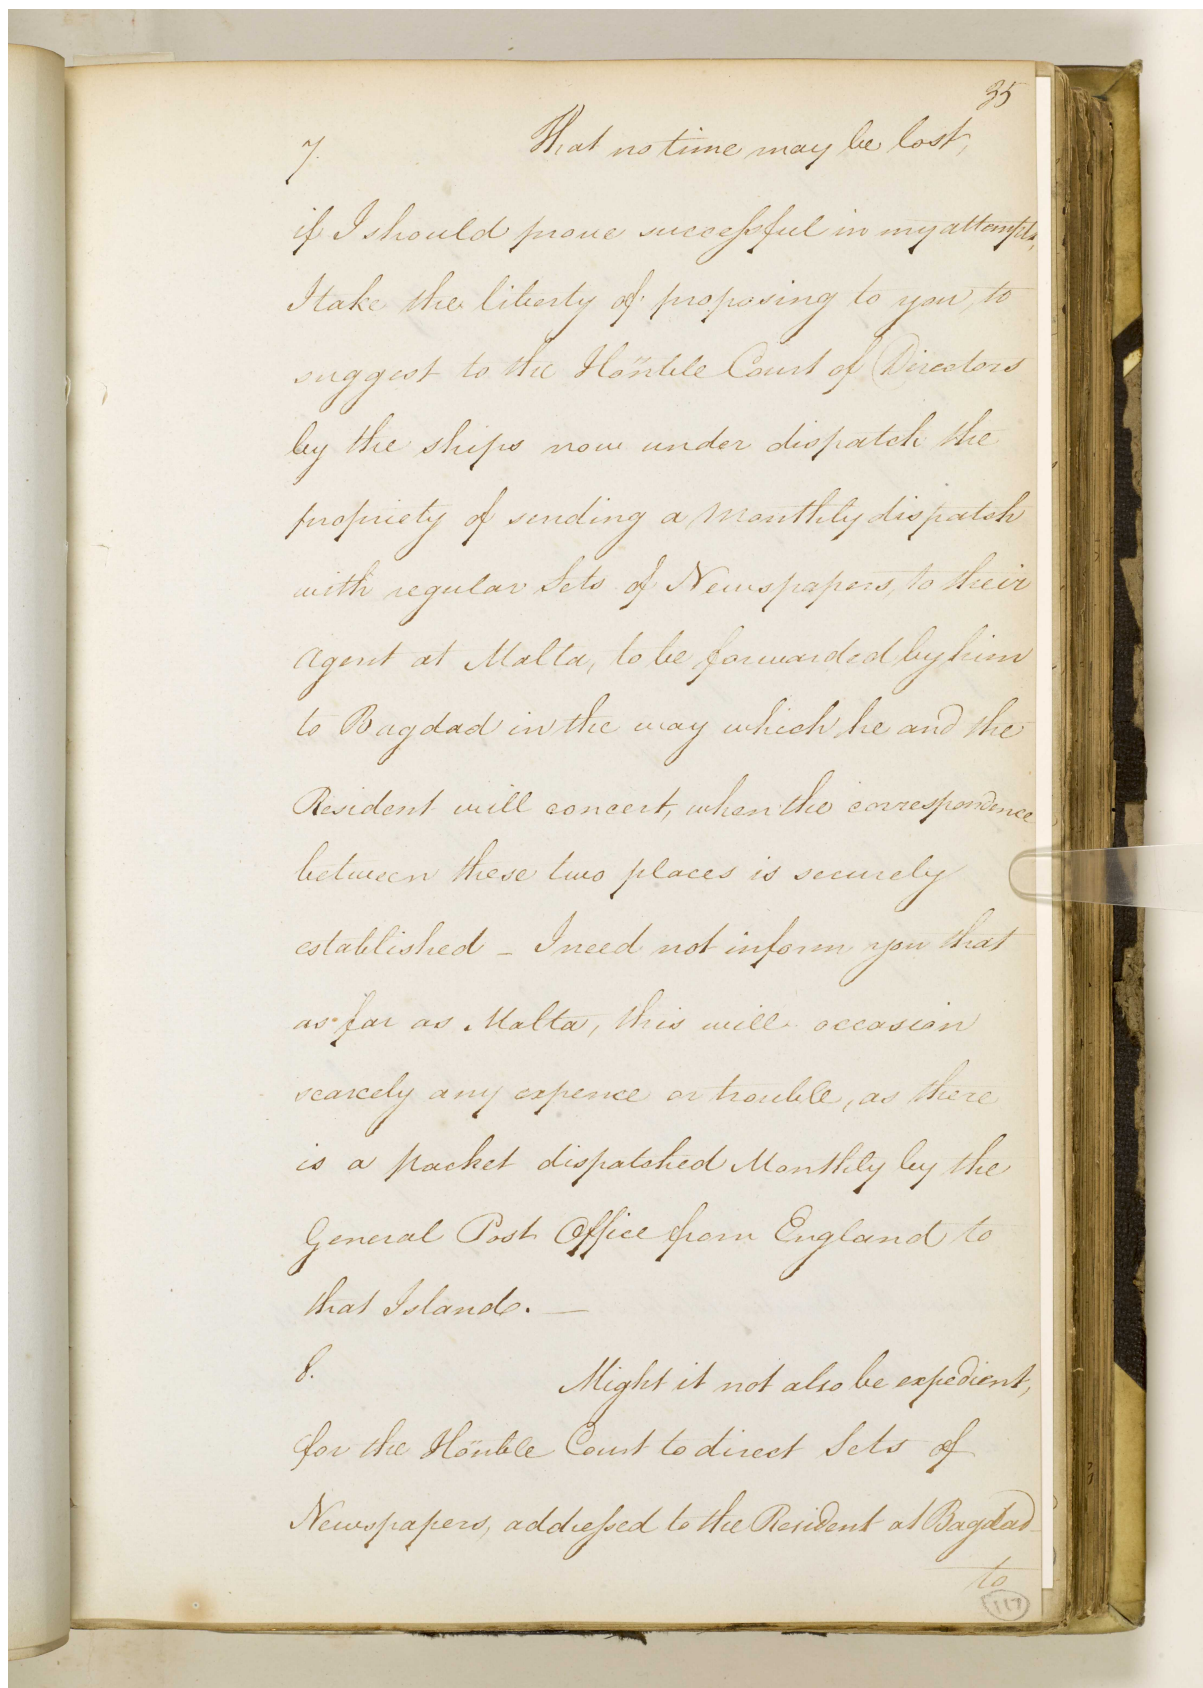 35
7. That no time may be lost,
if I should prove successful in my attempts,
I take the liberty of proposing to you, to
suggest to the Honble Court of Directors
by the ships now under dispatch the
propriety of sending a Monthly dispatch
with regular Sets of Newspapers, to their
Agent at Malta, to be forwarded by him
to Bagdad in the way which he and the
Resident will concert, when the correspondence
between these two places is securely
established – I need not inform you that
as far as Malta, this will occasion
scarcely any expence or trouble, as there
is a packet dispatched Monthly by the
General Post Office from England to
that Island. —
8. Might it not also be expedient,
for the Honble Court to direct Sets of
Newspapers, addressed to the Resident at Bagdad
to
117